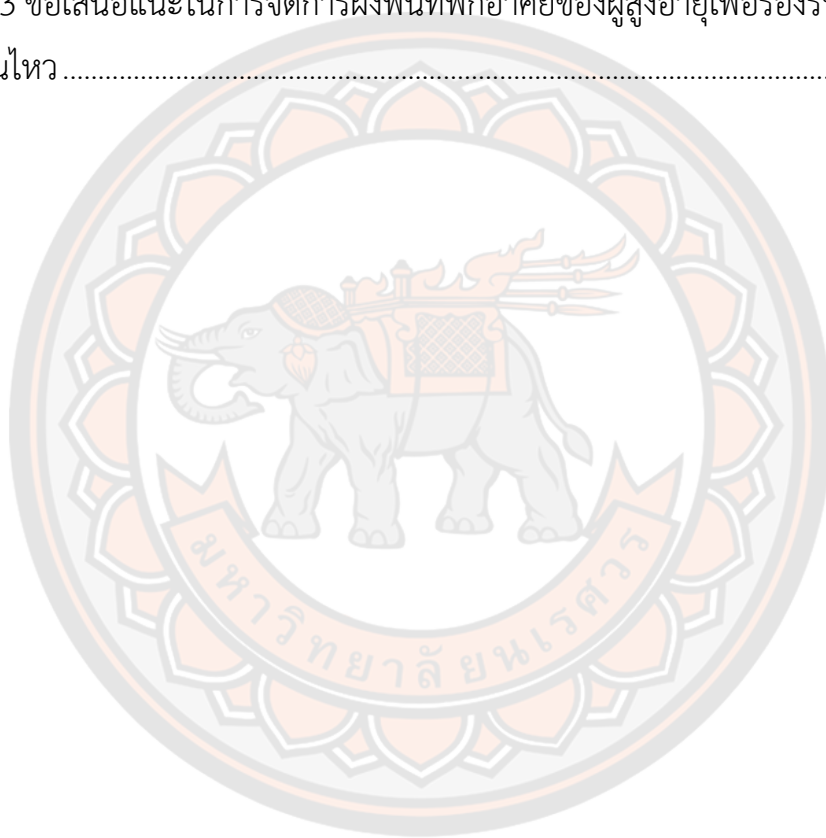 3 ข้อเสนอแนะในการจัดการผังพื้นที่พักอาศัยของผู้สูงอายุเพื่อรองรั
นไหว........................................................................................
มหาวิทยาลัยนเรศวร